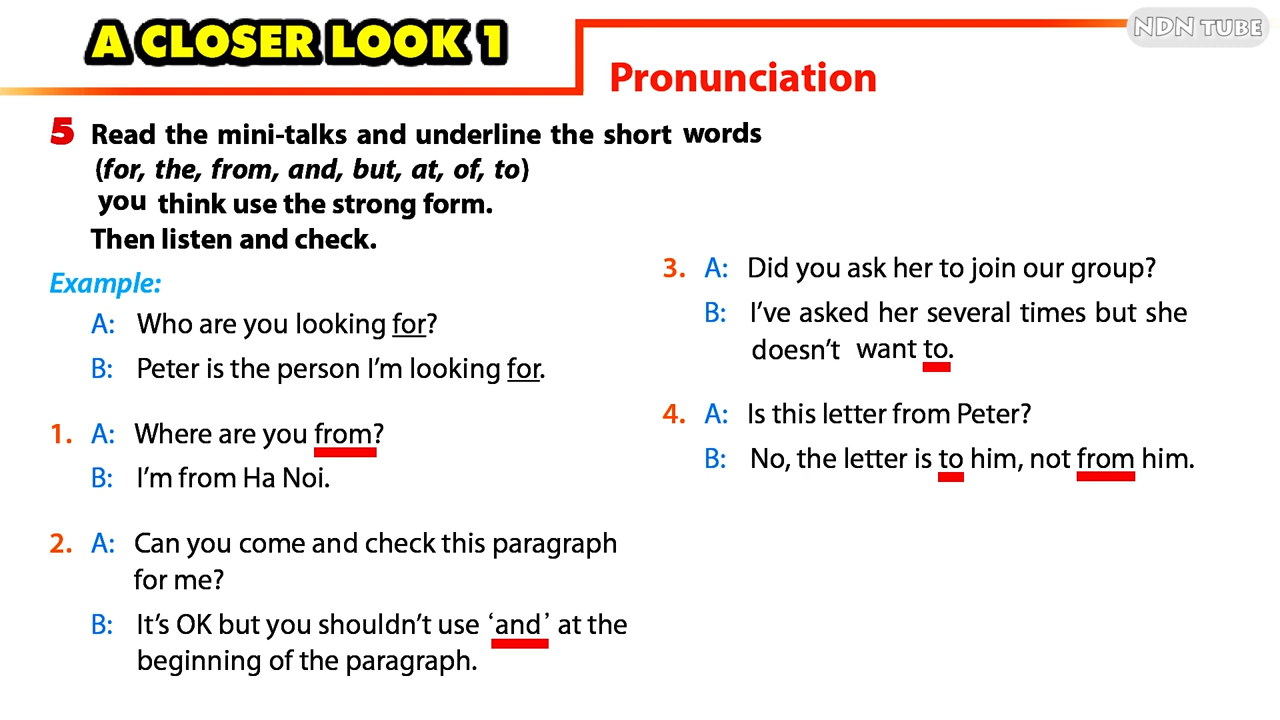 A CLOSER LOOK 1
NDN TUBE
Pronunciation
5 Read the mini-talks and underline the short words
(for, the, from, and, but, at, of, to)
you think use the strong form.
Then listen and check.
Example:
A: Who are you looking for?
B: Peter is the person I'm looking for.
1. A: Where are you from?
B: I'm from Ha Noi.
2. A: Can you come and check this paragraph
for me?
B: It's OK but you shouldn't use ‘and’ at the
beginning of the paragraph.
3. A: Did you ask her to join our group?
B: I've asked her several times but she
doesn't want to.
4. A: Is this letter from Peter?
B: No, the letter is to him, not from him.